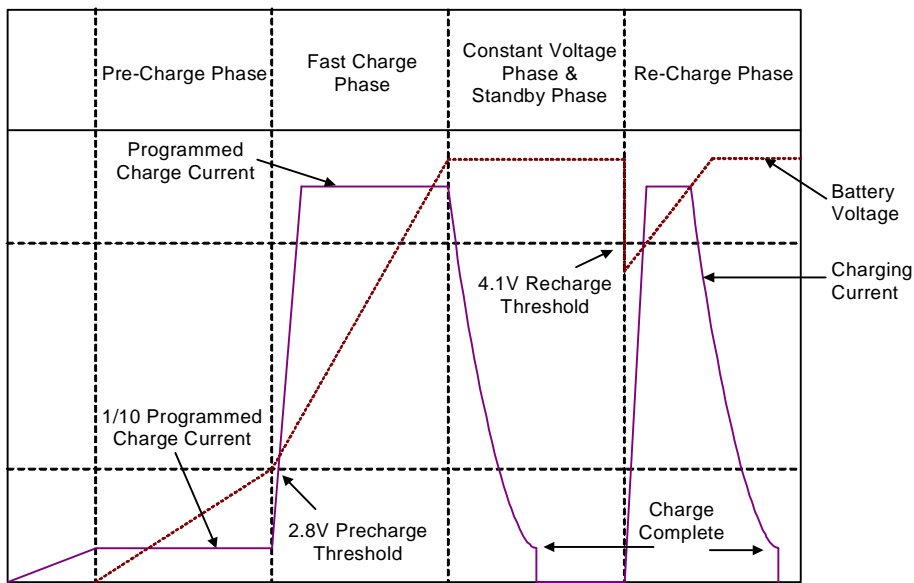 Pre-Charge Phase
Fast Charge
Phase
Constant Voltage
Phase &
Standby Phase
Re-Charge Phase
Programmed
Charge Current
Battery
Voltage
4.1V Recharge
Threshold
Charging
Current
1/10 Programmed
Charge Current
2.8V Precharge
Threshold
Charge
Complete